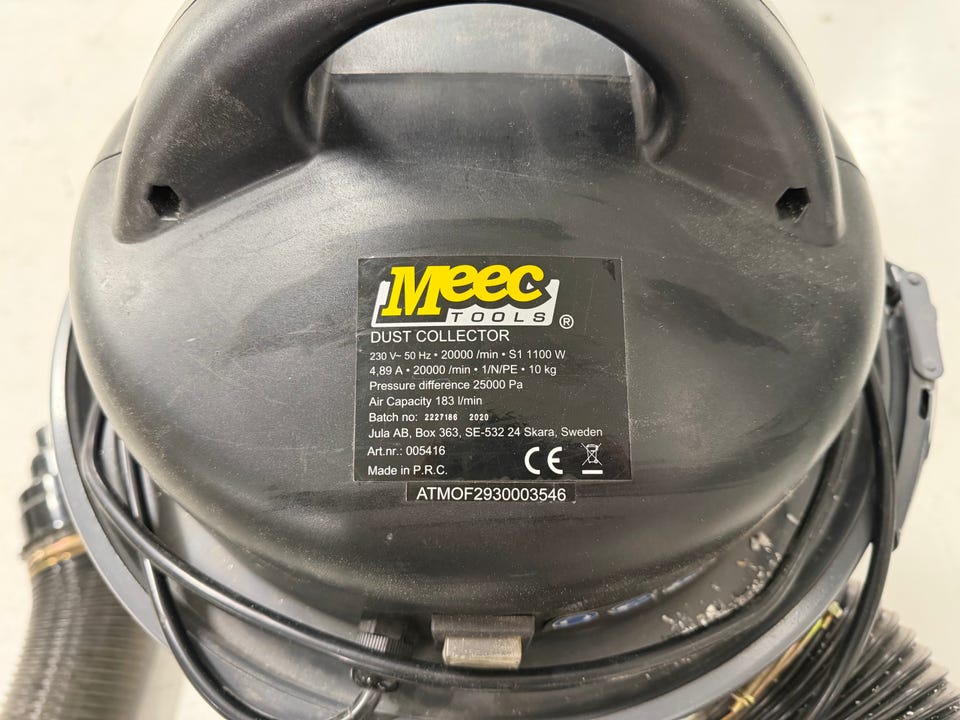 Meec
TOOLS®
DUST COLLECTOR
230 V~ 50 Hz • 20000 /min • S1 1100 W
4,89 A • 20000 /min • 1/N/PE • 10 kg
Pressure difference 25000 Pa
Air Capacity 183 l/min
Batch no: 2227186 2020
Jula AB, Box 363, SE-532 24 Skara, Sweden
Art.nr.: 005416
Made in P.R.C.
CE
ATMOF2930003546